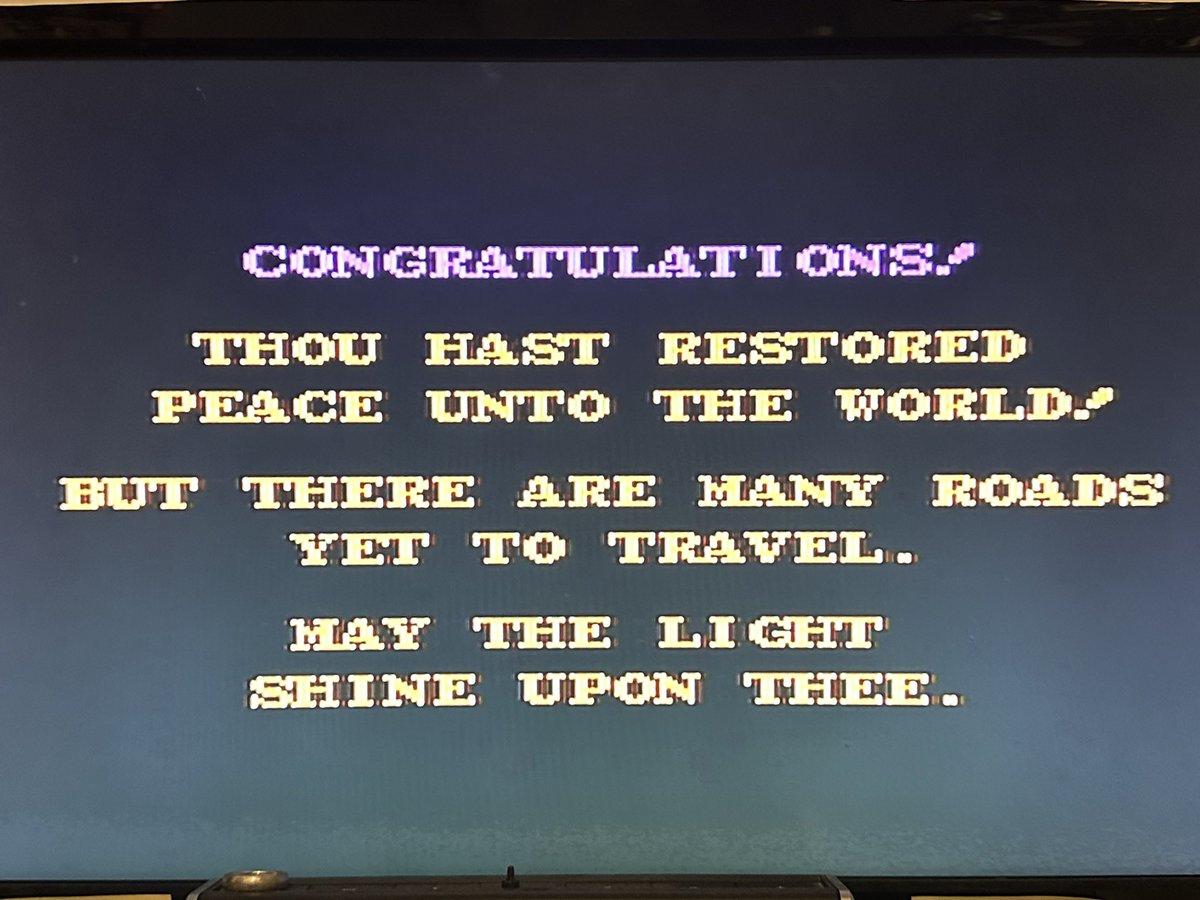 CONGRATULATIONS!
THOU HAST RESTORED
PEACE UNTO THE WORLD!
BUT THERE ARE MANY ROADS
YET TO TRAVEL.
MAY THE LIGHT
SHINE UPON THEE.